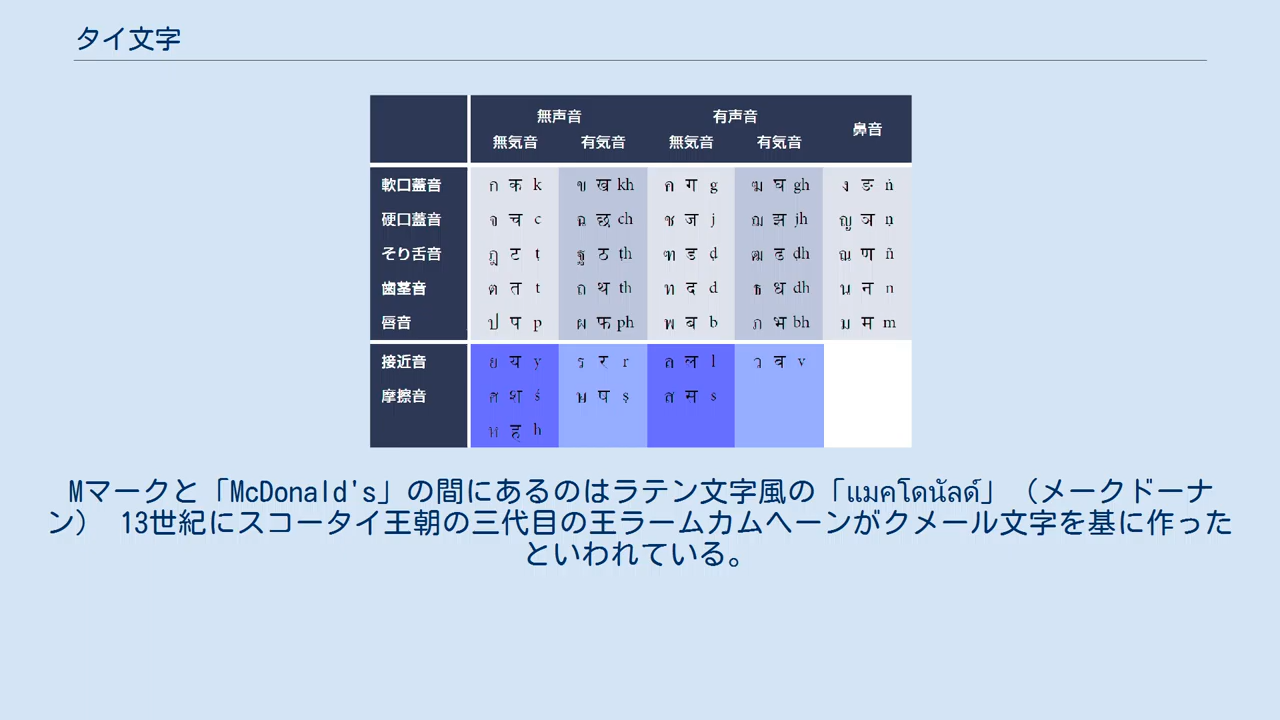 タイ文字
無声音 有声音 鼻音
無気音 有気音 無気音 有気音
軟口蓋音 ก क k ข ख kh ค ग g ฆ घ gh ง ङ ṅ
硬口蓋音 จ च c ฉ छ ch ช ज j ฌ झ jh ญ ञ ṇ
そり舌音 ฏ ट ṭ ฐ ठ ṭh ฑ ड ḍ ฒ ढ ḍh ณ ण ñ
歯茎音 ต त t ถ थ th ท द d ธ ध dh น न n
唇音 ป प p ผ फ ph พ ब b ภ भ bh ม म m
接近音 ย य y ร र r ล ल l ว व v
摩擦音 ศ श ś ษ ष ṣ ส स s
ห ह h
Mマークと「McDonald's」の間にあるのはラテン文字風の「แมคโดนัลด์」（メークドーナ
ン） 13世紀にスコータイ王朝の三代目の王ラームカムヘーンがクメール文字を基に作った
といわれている。